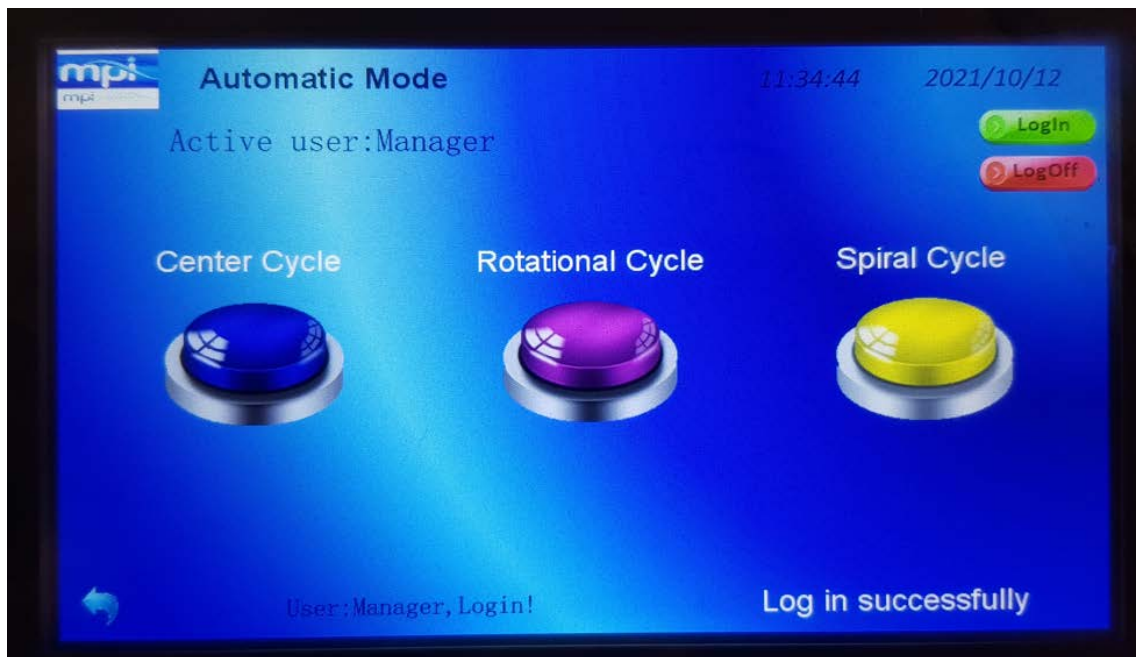 mpi
mpi
Automatic Mode
11:34:44
2021/10/12
Active user:Manager
LogIn
LogOff
Center Cycle
Rotational Cycle
Spiral Cycle
User:Manager,Login!
Log in successfully